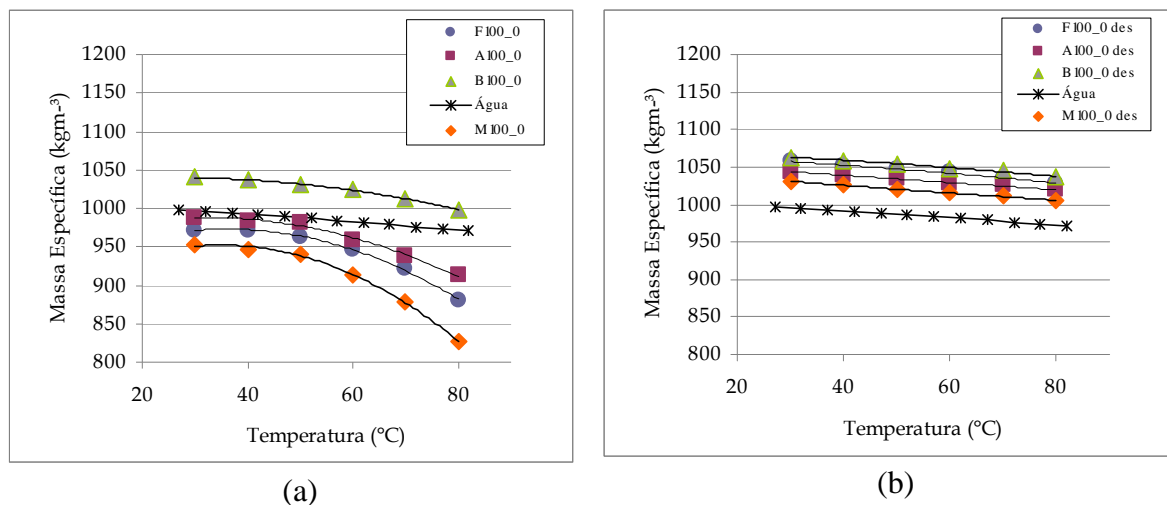 F100_0
A100_0
B100_0
Água
M100_0
1200
1150
1100
1050
1000
950
900
850
800
20
40
60
80
Massa Específica (kgm-³)
Temperatura (°C)
(a)
F100_0 des
A100_0 des
B100_0 des
Água
M100_0 des
1200
1150
1100
1050
1000
950
900
850
800
20
40
60
80
Massa Específica (kgm-³)
Temperatura (°C)
(b)